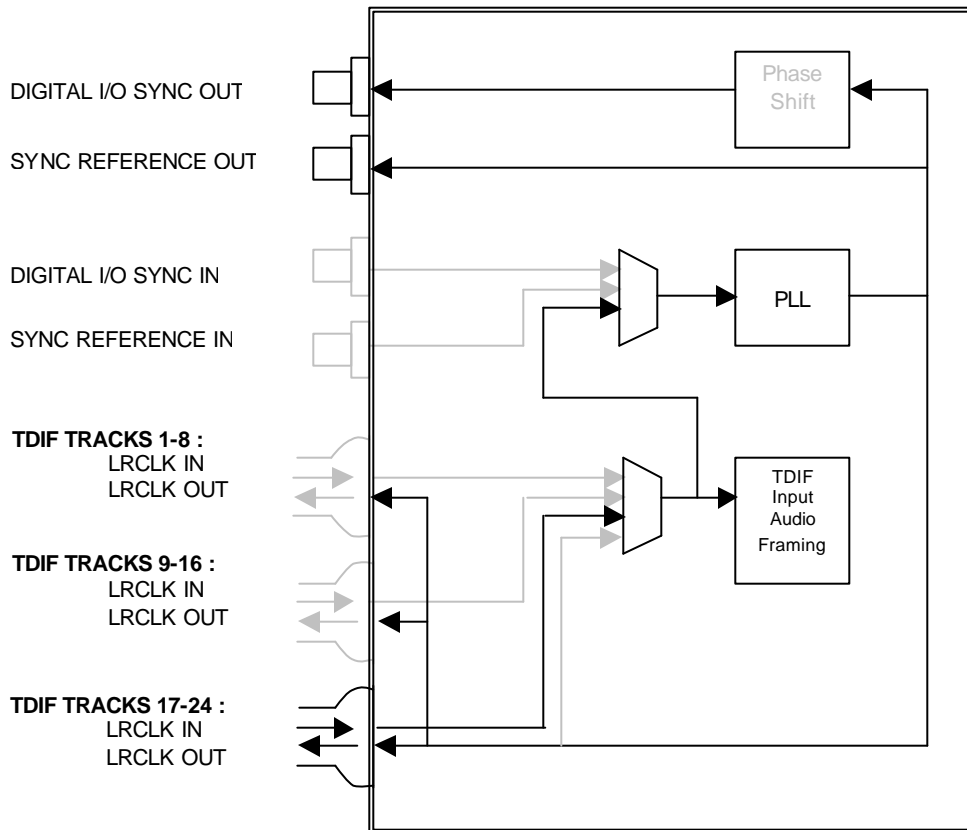 DIGITAL I/O SYNC OUT
Phase
Shift
SYNC REFERENCE OUT
DIGITAL I/O SYNC IN
PLL
SYNC REFERENCE IN
TDIF TRACKS 1-8 :
LRCLK IN
LRCLK OUT
TDIF
Input
Audio
Framing
TDIF TRACKS 9-16 :
LRCLK IN
LRCLK OUT
TDIF TRACKS 17-24 :
LRCLK IN
LRCLK OUT